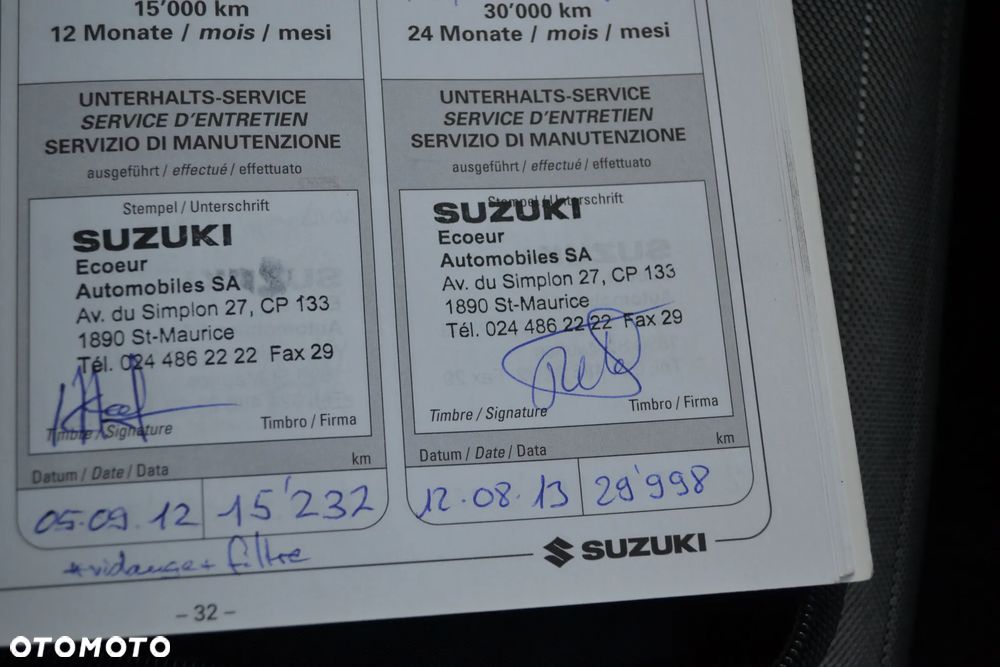 15'000 km
12 Monate / mois / mesi
UNTERHALTS-SERVICE
SERVICE D'ENTRETIEN
SERVIZIO DI MANUTENZIONE
ausgeführt / effectué / effettuato
Stempel / Unterschrift
SUZUKI
Ecoeur
Automobiles SA
Av. du Simplon 27, CP 133
1890 St-Maurice
Tél. 024 486 22 22 Fax 29
Timbre / Signature
Timbro / Firma
Datum / Date / Data
km
05.09.12
15'232
*vidange + filtre
30'000 km
24 Monate / mois / mesi
UNTERHALTS-SERVICE
SERVICE D'ENTRETIEN
SERVIZIO DI MANUTENZIONE
ausgeführt / effectué / effettuato
Stempel / Unterschrift
SUZUKI
Ecoeur
Automobiles SA
Av. du Simplon 27, CP 133
1890 St-Maurice
Tél. 024 486 22 22 Fax 29
Timbre / Signature
Timbro / Firma
Datum / Date / Data
km
12.08.13
29'998
SUZUKI
– 32 –
OTOMOTO